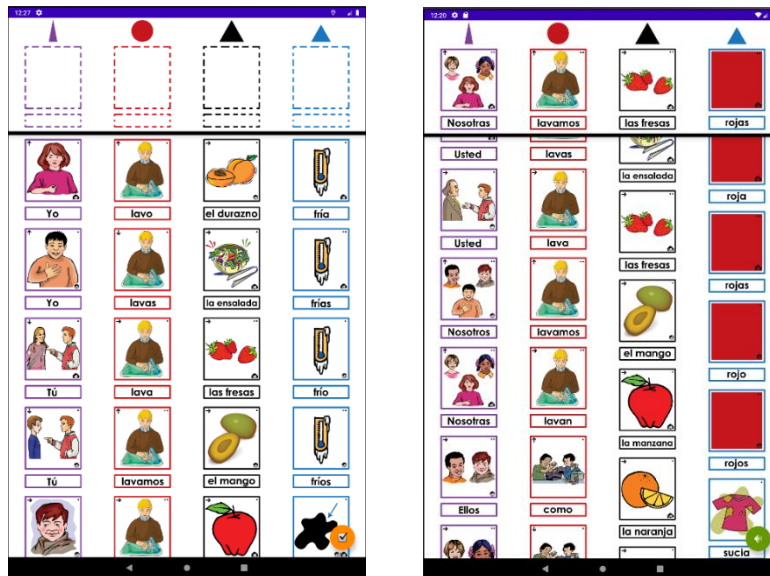 12:27
Yo
lavo
el durazno
fría
Yo
lavas
la ensalada
frías
Tú
lava
las fresas
frío
Tú
lavamos
el mango
fríos
12:20
Nosotras
lavamos
las fresas
rojas
Usted
lavas
la ensalada
roja
Usted
lava
las fresas
rojas
Nosotros
lavamos
el mango
rojo
Nosotras
lavan
la manzana
rojos
Ellos
como
la naranja
sucia